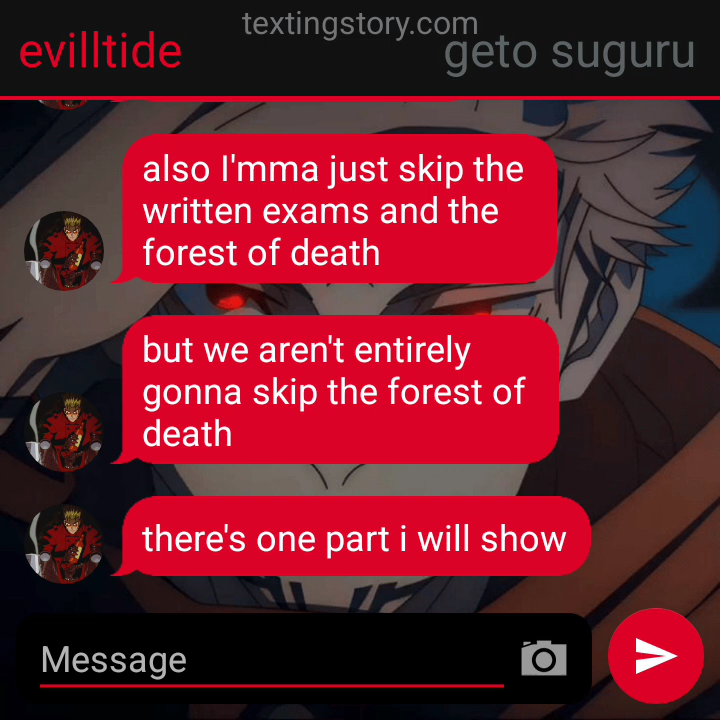 textingstory.com
evilltide
geto suguru
also I'mma just skip the
written exams and the
forest of death
but we aren't entirely
gonna skip the forest of
death
there's one part i will show
Message